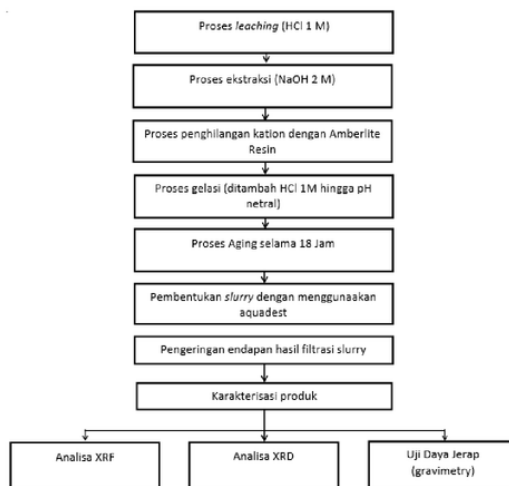 Proses leaching (HCl 1 M)
Proses ekstraksi (NaOH 2 M)
Proses penghilangan kation dengan Amberlite
Resin
Proses gelasi (ditambah HCl 1M hingga pH
netral)
Proses Aging selama 18 Jam
Pembentukan slurry dengan menggunaakan
aquadest
Pengeringan endapan hasil filtrasi slurry
Karakterisasi produk
Analisa XRF
Analisa XRD
Uji Daya Jerap
(gravimetry)